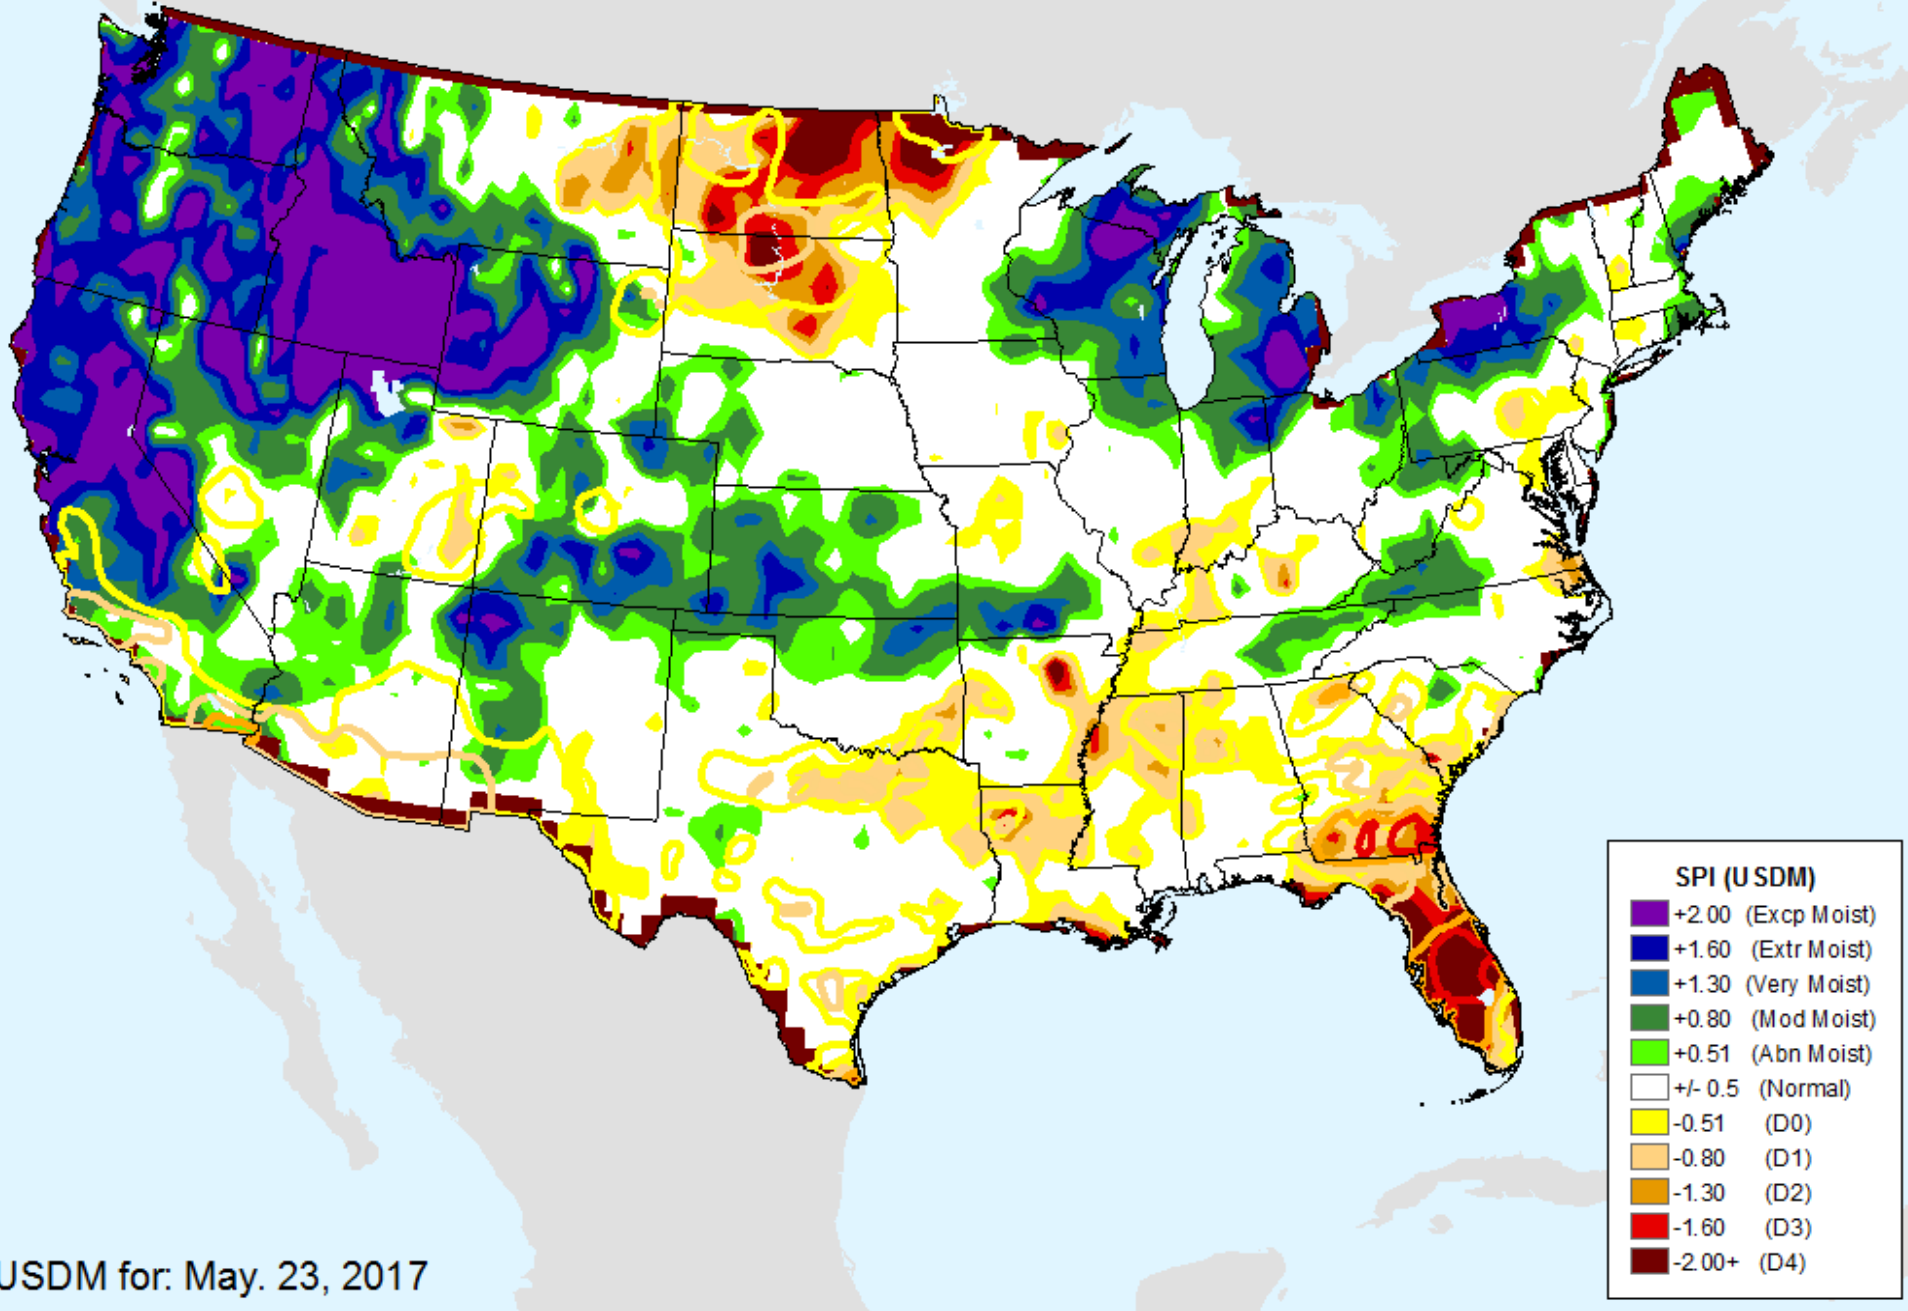 SPI (USDM)
+2.00 (Excp Moist)
+1.60 (Extr Moist)
+1.30 (Very Moist)
+0.80 (Mod Moist)
+0.51 (Abn Moist)
+/- 0.5 (Normal)
-0.51 (D0)
-0.80 (D1)
-1.30 (D2)
-1.60 (D3)
-2.00+ (D4)
USDM for: May. 23, 2017